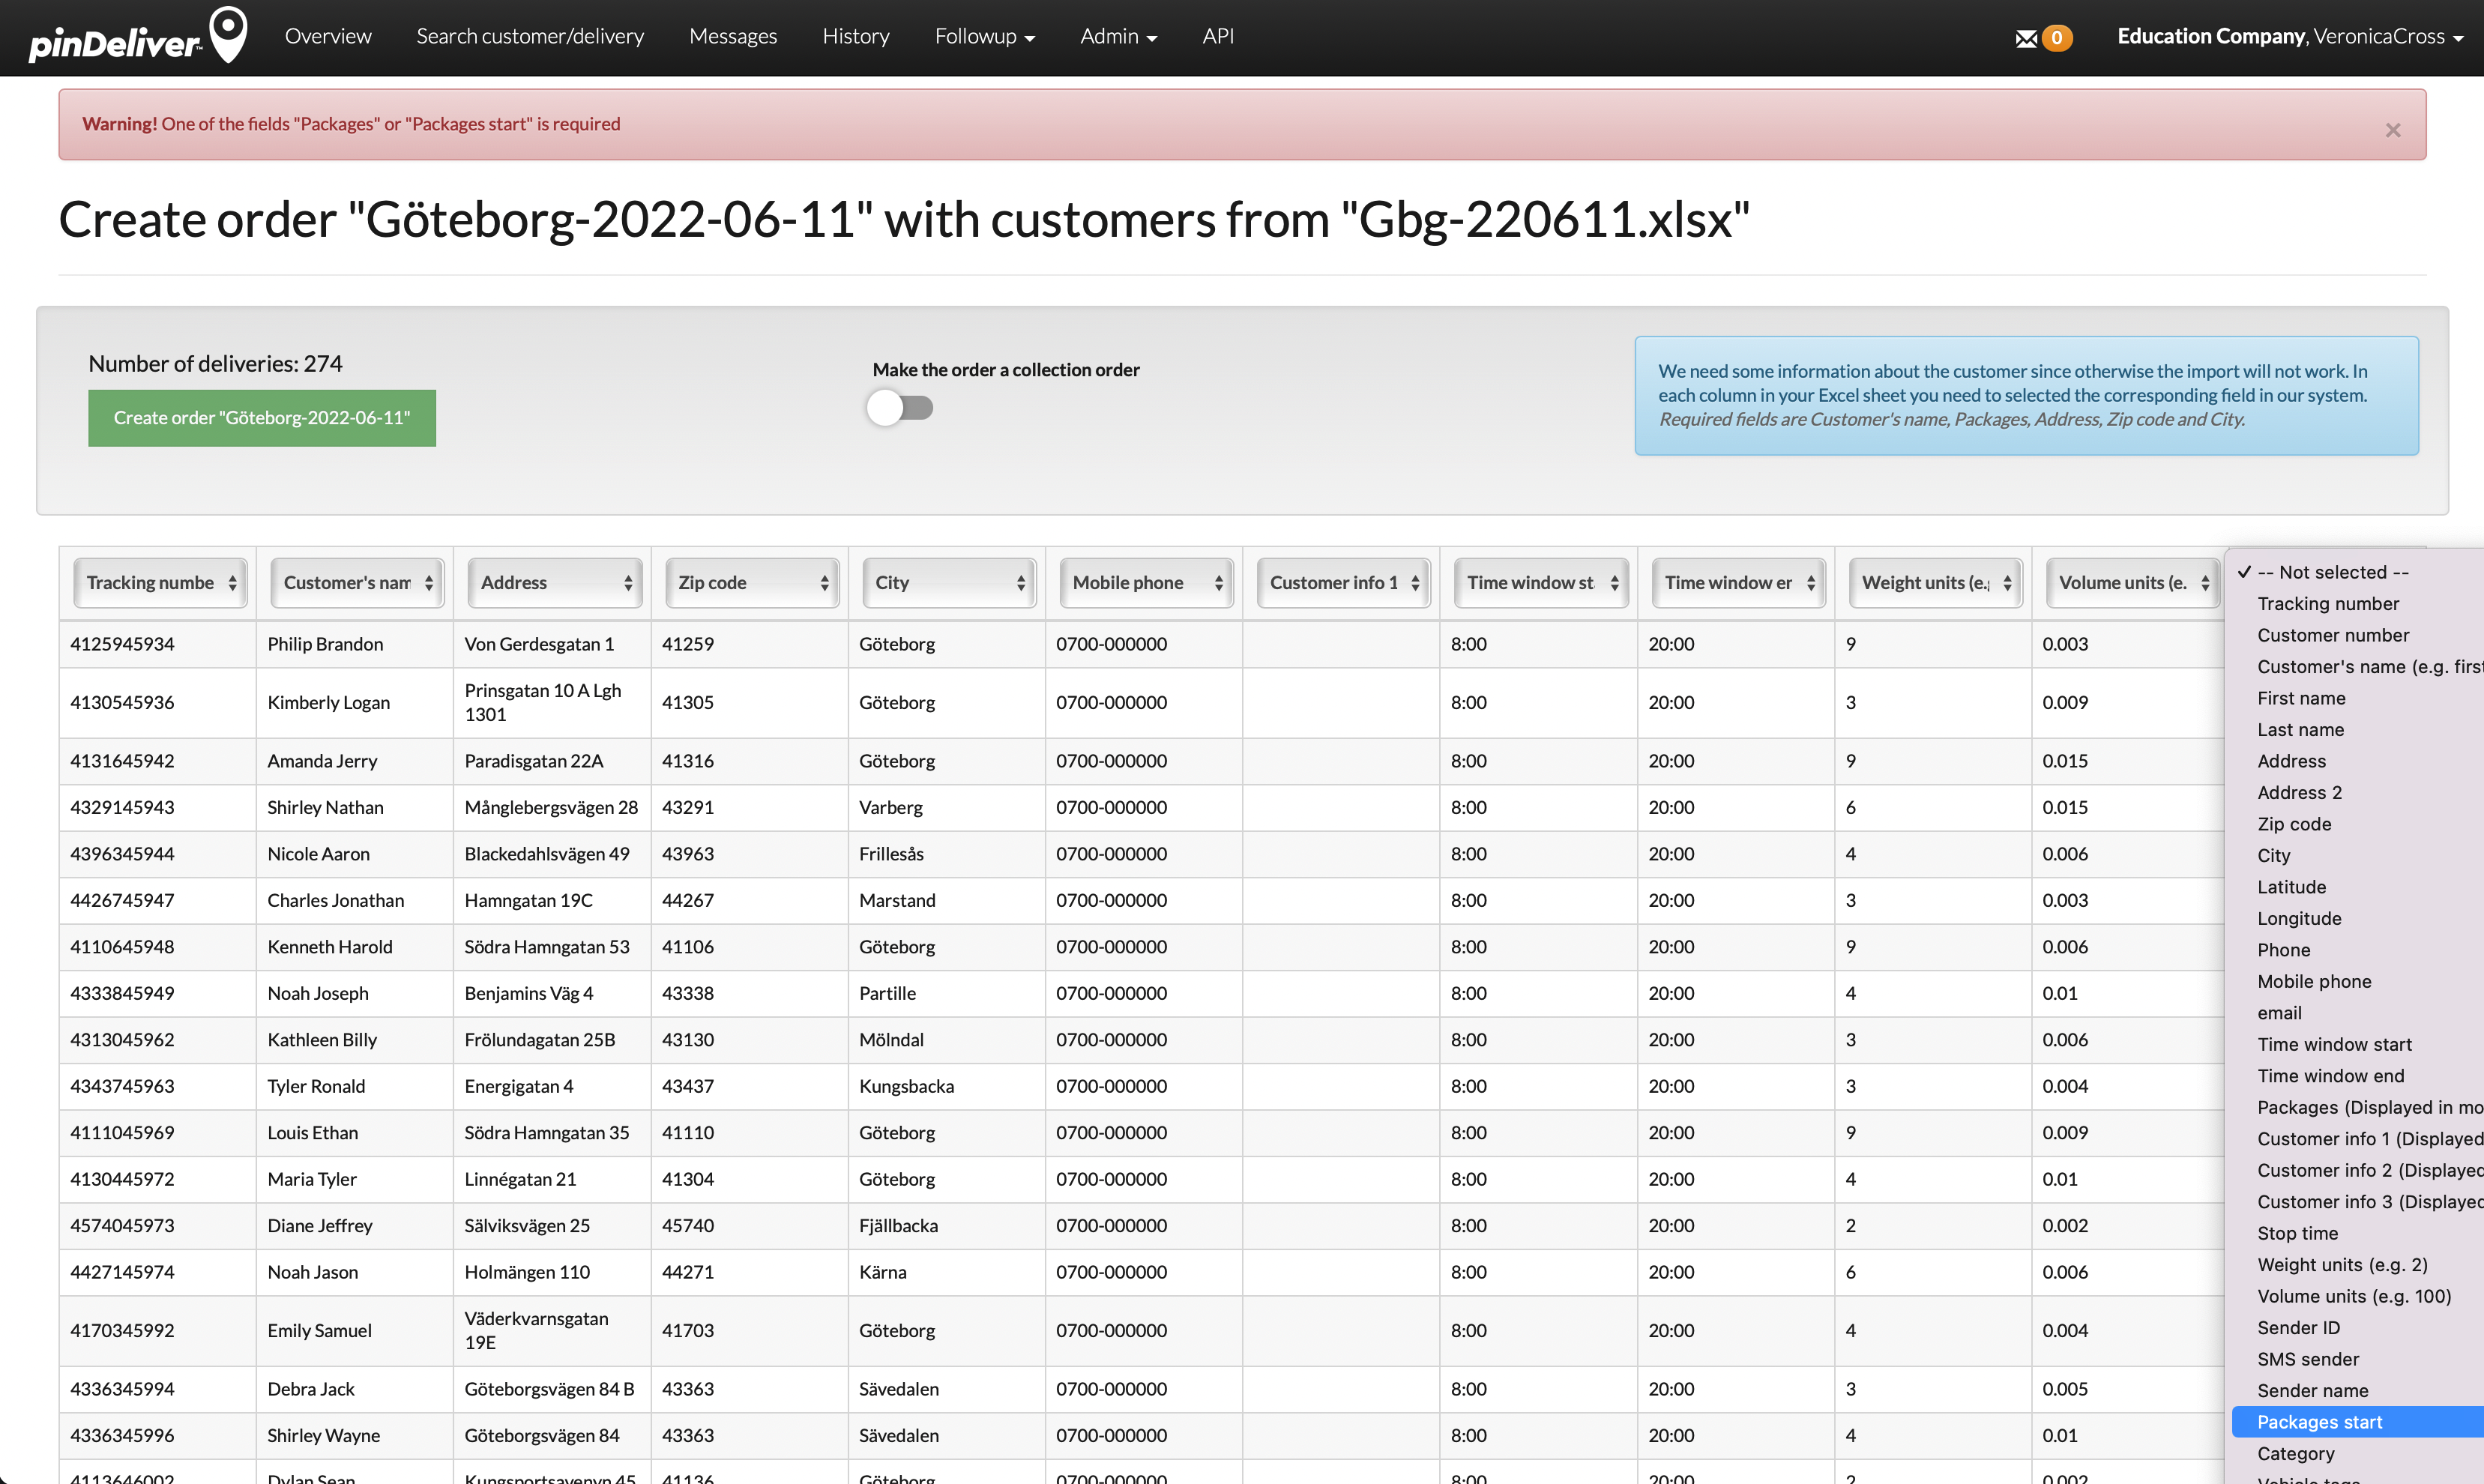 pinDeliver™ Overview Search customer/delivery Messages History Followup Admin API 0 Education Company, VeronicaCross
Warning! One of the fields "Packages" or "Packages start" is required ×
Create order "Göteborg-2022-06-11" with customers from "Gbg-220611.xlsx"
Number of deliveries: 274
Create order "Göteborg-2022-06-11"
Make the order a collection order
We need some information about the customer since otherwise the import will not work. In
each column in your Excel sheet you need to selected the corresponding field in our system.
Required fields are Customer's name, Packages, Address, Zip code and City.
Tracking numbe Customer's nam Address Zip code City Mobile phone Customer info 1 Time window st Time window er Weight units (e.g Volume units (e.
4125945934 Philip Brandon Von Gerdesgatan 1 41259 Göteborg 0700-000000 8:00 20:00 9 0.003
4130545936 Kimberly Logan Prinsgatan 10 A Lgh 1301 41305 Göteborg 0700-000000 8:00 20:00 3 0.009
4131645942 Amanda Jerry Paradisgatan 22A 41316 Göteborg 0700-000000 8:00 20:00 9 0.015
4329145943 Shirley Nathan Månglebergsvägen 28 43291 Varberg 0700-000000 8:00 20:00 6 0.015
4396345944 Nicole Aaron Blackedahlsvägen 49 43963 Frillesås 0700-000000 8:00 20:00 4 0.006
4426745947 Charles Jonathan Hamngatan 19C 44267 Marstand 0700-000000 8:00 20:00 3 0.003
4110645948 Kenneth Harold Södra Hamngatan 53 41106 Göteborg 0700-000000 8:00 20:00 9 0.006
4333845949 Noah Joseph Benjamins Väg 4 43338 Partille 0700-000000 8:00 20:00 4 0.01
4313045962 Kathleen Billy Frölundagatan 25B 43130 Mölndal 0700-000000 8:00 20:00 3 0.006
4343745963 Tyler Ronald Energigatan 4 43437 Kungsbacka 0700-000000 8:00 20:00 3 0.004
4111045969 Louis Ethan Södra Hamngatan 35 41110 Göteborg 0700-000000 8:00 20:00 9 0.009
4130445972 Maria Tyler Linnégatan 21 41304 Göteborg 0700-000000 8:00 20:00 4 0.01
4574045973 Diane Jeffrey Sälviksvägen 25 45740 Fjällbacka 0700-000000 8:00 20:00 2 0.002
4427145974 Noah Jason Holmängen 110 44271 Kärna 0700-000000 8:00 20:00 6 0.006
4170345992 Emily Samuel Väderkvarnsgatan 19E 41703 Göteborg 0700-000000 8:00 20:00 4 0.004
4336345994 Debra Jack Göteborgsvägen 84 B 43363 Sävedalen 0700-000000 8:00 20:00 3 0.005
4336345996 Shirley Wayne Göteborgsvägen 84 43363 Sävedalen 0700-000000 8:00 20:00 4 0.01
4113646002 Dylan Sean Kungsportsavenyn 45 41136 Göteborg 0700-000000 8:00 20:00 2 0.002
✓ -- Not selected --
Tracking number
Customer number
Customer's name (e.g. first
First name
Last name
Address
Address 2
Zip code
City
Latitude
Longitude
Phone
Mobile phone
email
Time window start
Time window end
Packages (Displayed in mo
Customer info 1 (Displayed
Customer info 2 (Displayed
Customer info 3 (Displayed
Stop time
Weight units (e.g. 2)
Volume units (e.g. 100)
Sender ID
SMS sender
Sender name
Packages start
Category
Vehicle tags